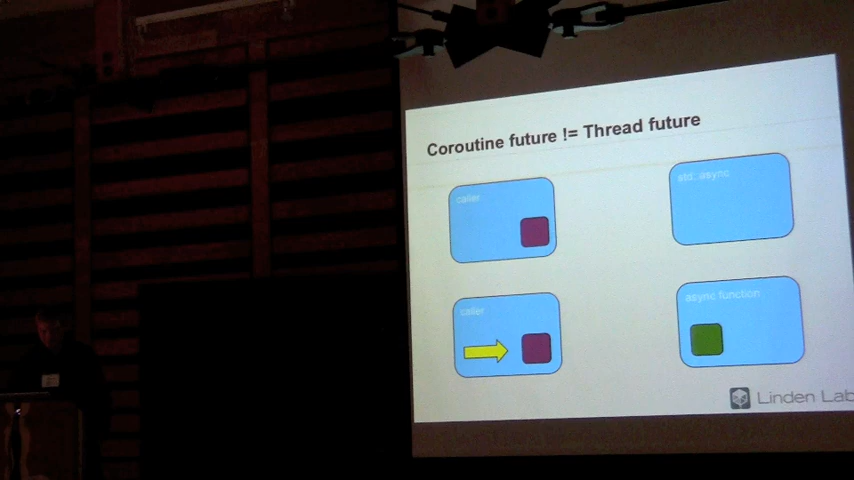 Coroutine future != Thread future
caller
std::async
caller
async function
Linden Lab